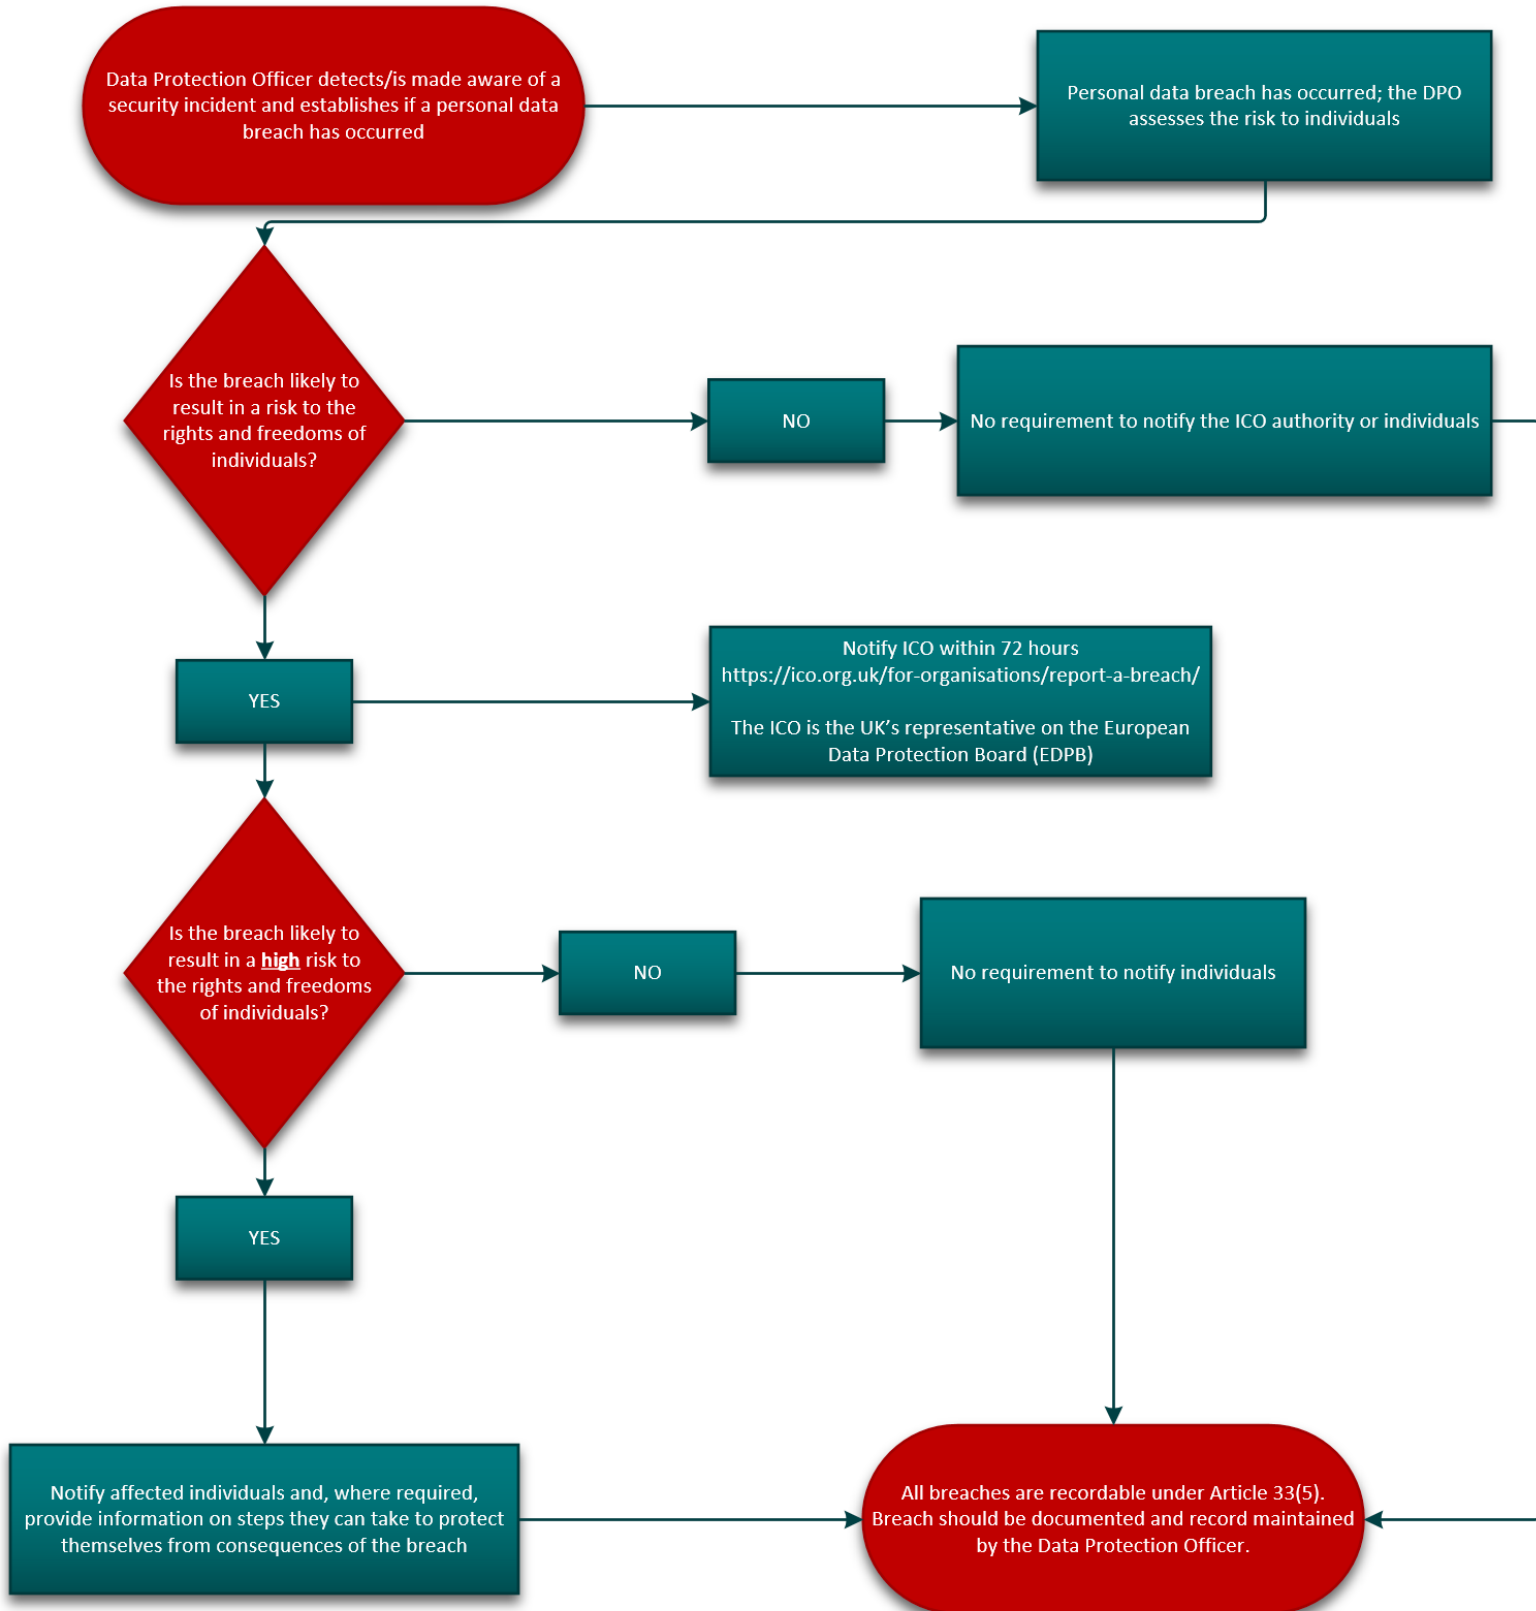 Data Protection Officer detects/is made aware of a
security incident and establishes if a personal data
breach has occurred
Personal data breach has occurred; the DPO
assesses the risk to individuals
Is the breach likely to
result in a risk to the
rights and freedoms of
individuals?
NO
No requirement to notify the ICO authority or individuals
YES
Notify ICO within 72 hours
https://ico.org.uk/for-organisations/report-a-breach/
The ICO is the UK’s representative on the European
Data Protection Board (EDPB)
Is the breach likely to
result in a high risk to
the rights and freedoms
of individuals?
NO
No requirement to notify individuals
YES
Notify affected individuals and, where required,
provide information on steps they can take to protect
themselves from consequences of the breach
All breaches are recordable under Article 33(5).
Breach should be documented and record maintained
by the Data Protection Officer.